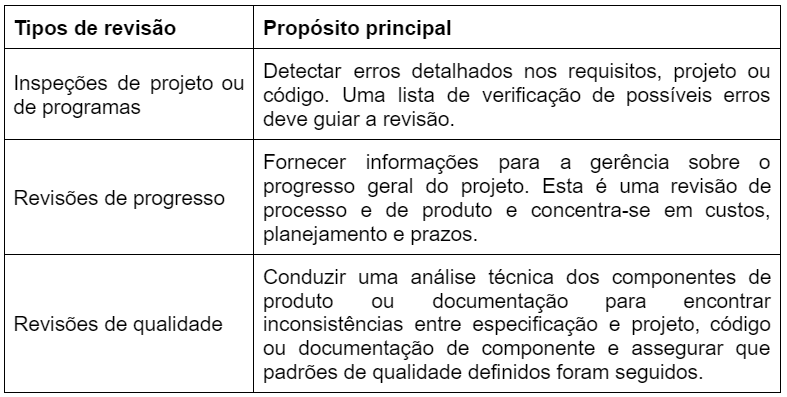 Tipos de revisão
Propósito principal
Inspeções de projeto ou
de programas
Detectar erros detalhados nos requisitos, projeto ou
código. Uma lista de verificação de possíveis erros
deve guiar a revisão.
Revisões de progresso
Fornecer informações para a gerência sobre o
progresso geral do projeto. Esta é uma revisão de
processo e de produto e concentra-se em custos,
planejamento e prazos.
Revisões de qualidade
Conduzir uma análise técnica dos componentes de
produto ou documentação para encontrar
inconsistências entre especificação e projeto, código
ou documentação de componente e assegurar que
padrões de qualidade definidos foram seguidos.